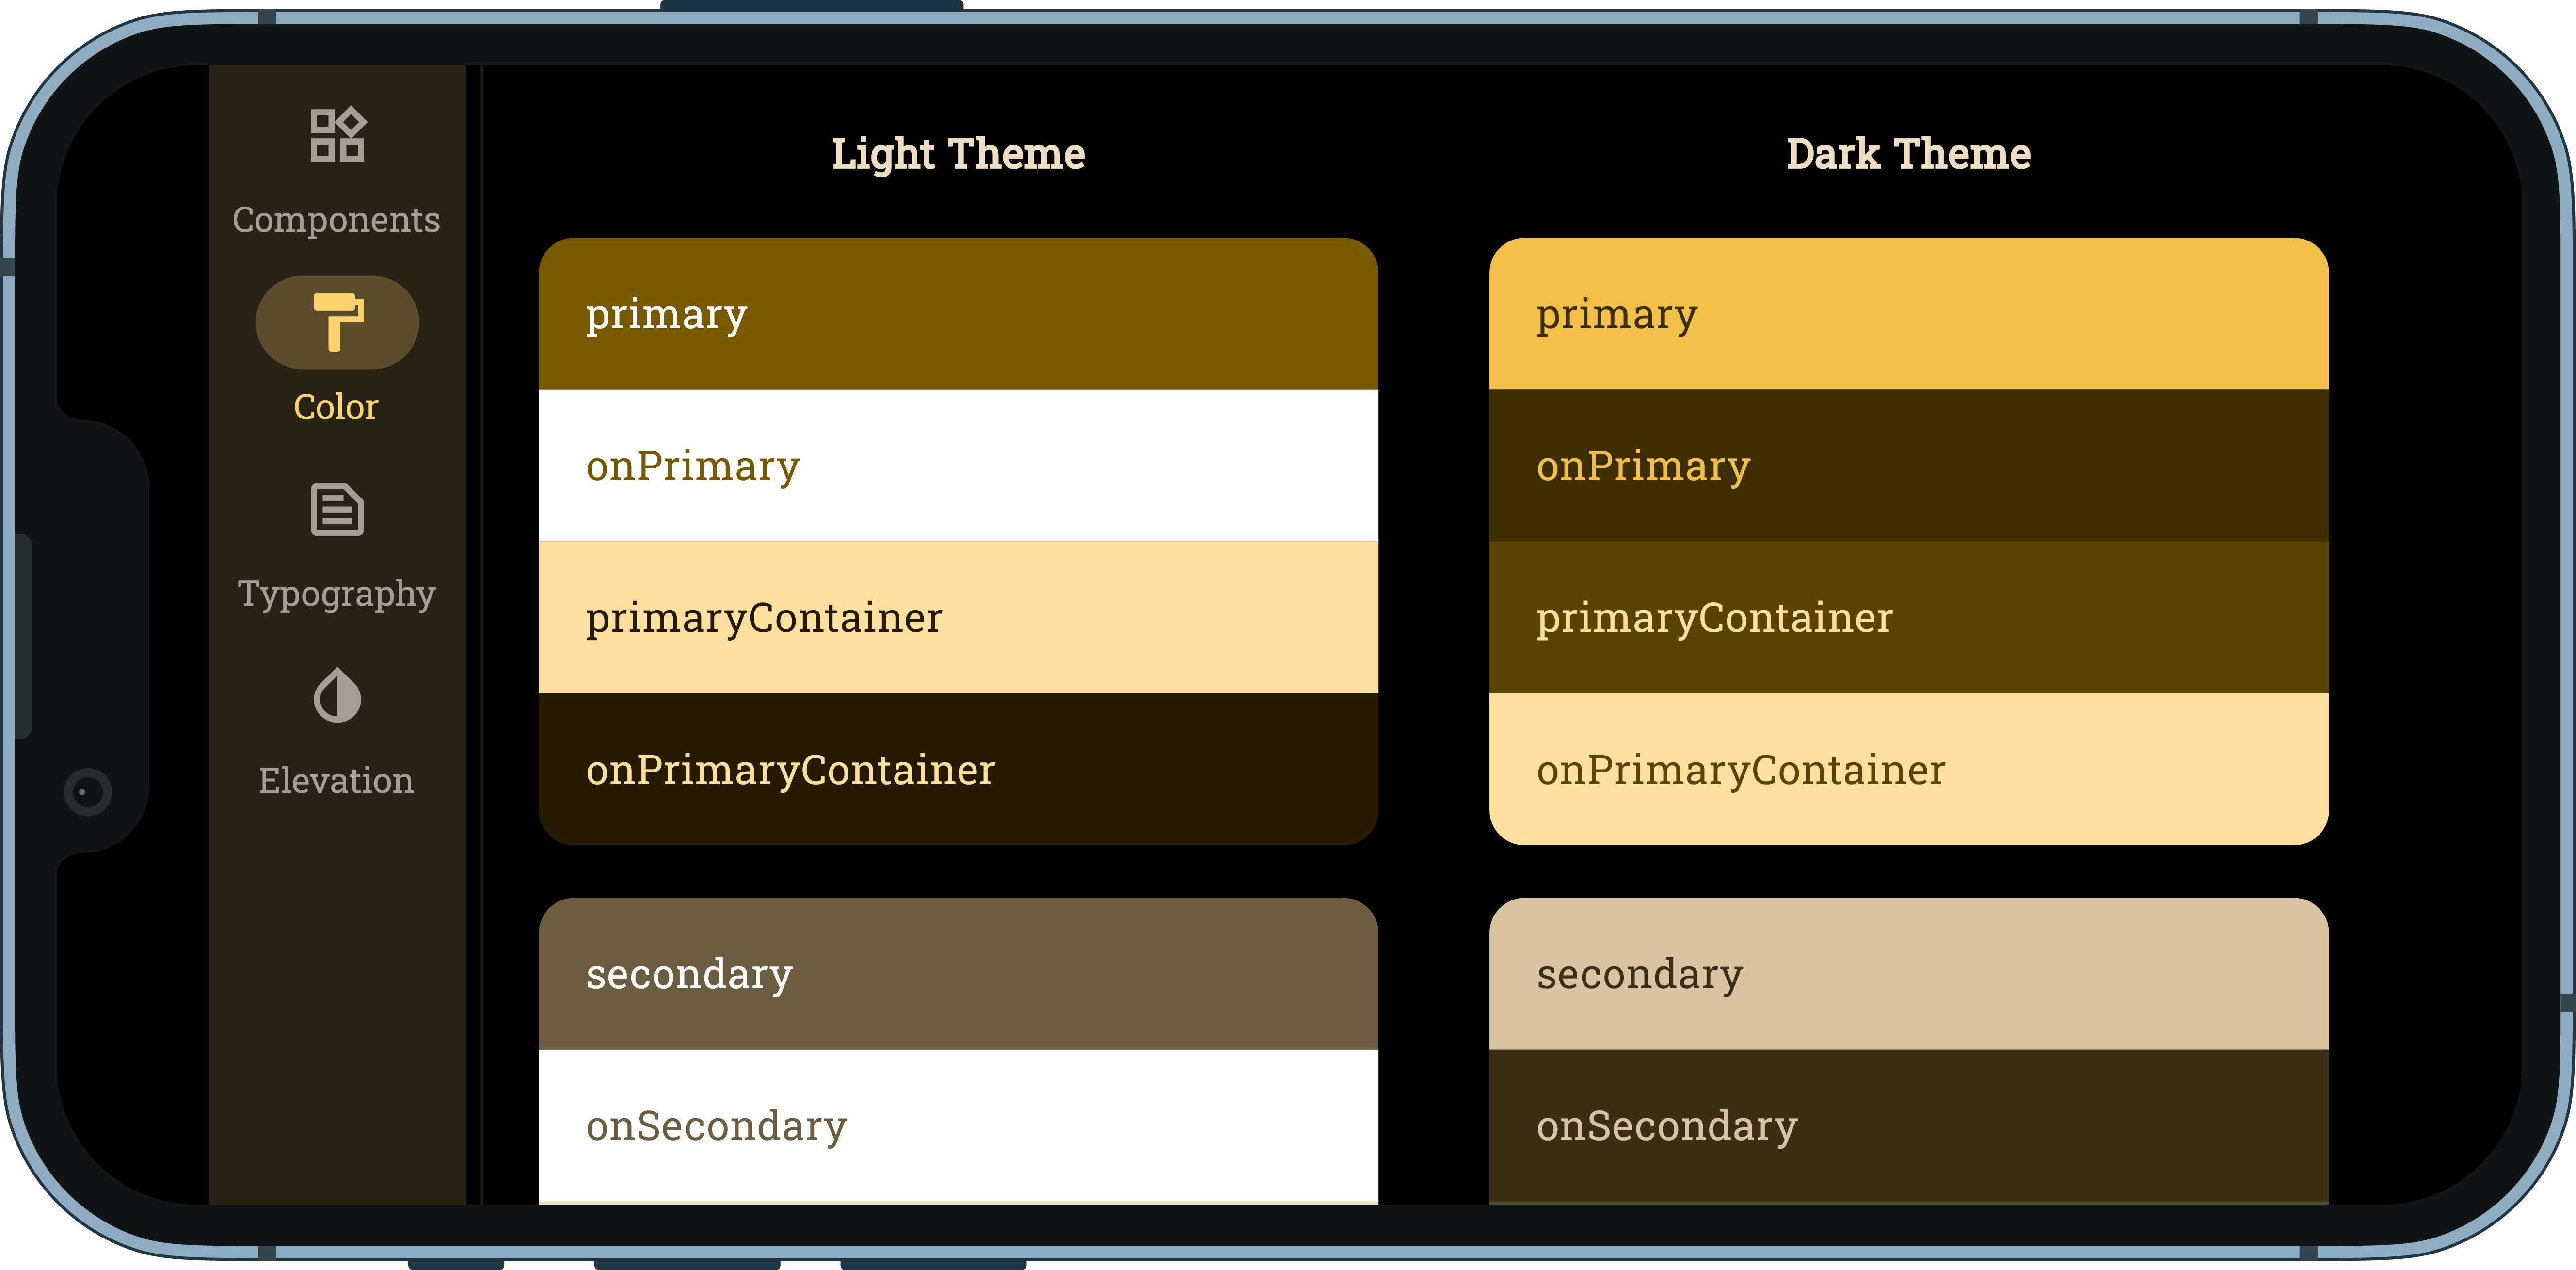 Components
Color
Typography
Elevation
Light Theme
primary
onPrimary
primaryContainer
onPrimaryContainer
secondary
onSecondary
Dark Theme
primary
onPrimary
primaryContainer
onPrimaryContainer
secondary
onSecondary